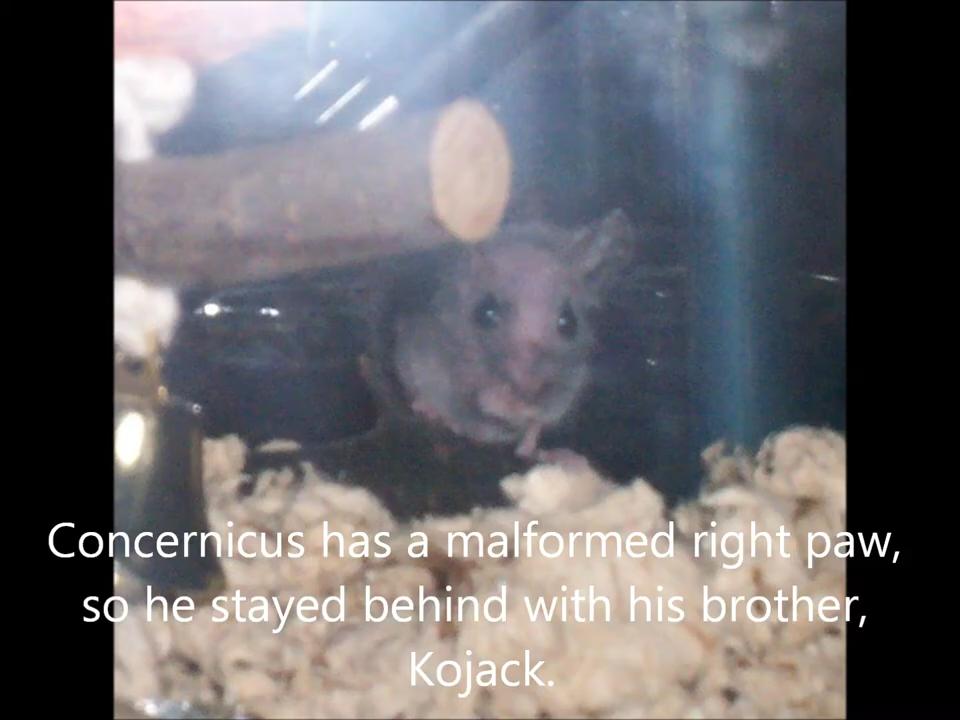 Concernicus has a malformed right paw,
so he stayed behind with his brother,
Kojack.